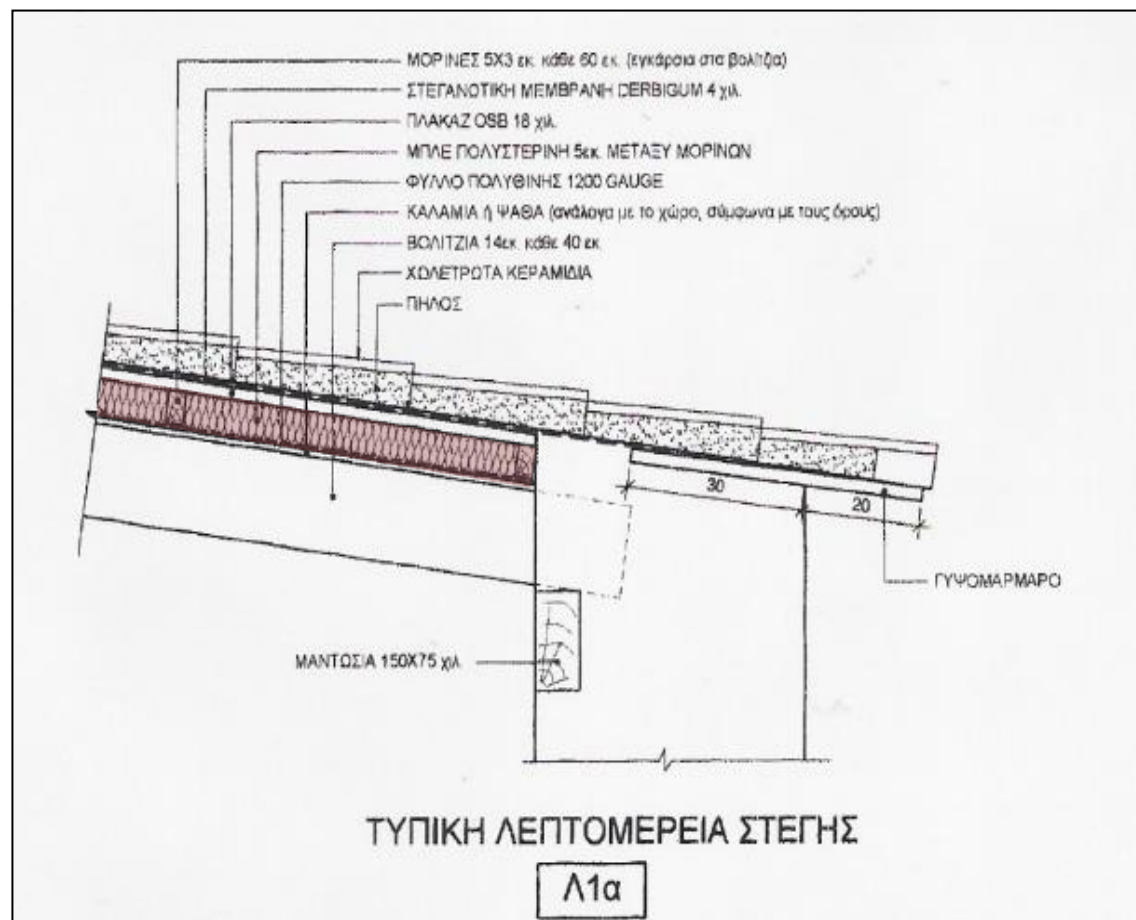 ΜΟΡΙΝΕΣ 5Χ3 εκ. κάθε 60 εκ. (εγκάρσια στα βολίτζια)
ΣΤΕΓΑΝΩΤΙΚΗ ΜΕΜΒΡΑΝΗ DERBIGUM 4 χιλ.
ΠΛΑΚΑΖ OSB 18 χιλ.
ΜΠΛΕ ΠΟΛΥΣΤΕΡΙΝΗ 5εκ. ΜΕΤΑΞΥ ΜΟΡΙΝΩΝ
ΦΥΛΛΟ ΠΟΛΥΘΙΝΗΣ 1200 GAUGE
ΚΑΛΑΜΙΑ ή ΨΑΘΑ (ανάλογα με το χώρο, σύμφωνα με τους όρους)
ΒΟΛΙΤΖΙΑ 14εκ. κάθε 40 εκ
ΧΩΛΕΤΡΩΤΑ ΚΕΡΑΜΙΔΙΑ
ΠΗΛΟΣ
30
20
ΓΥΨΟΜΑΡΜΑΡΟ
ΜΑΝΤΩΣΙΑ 150Χ75 χιλ.
ΤΥΠΙΚΗ ΛΕΠΤΟΜΕΡΕΙΑ ΣΤΕΓΗΣ
Λ1α